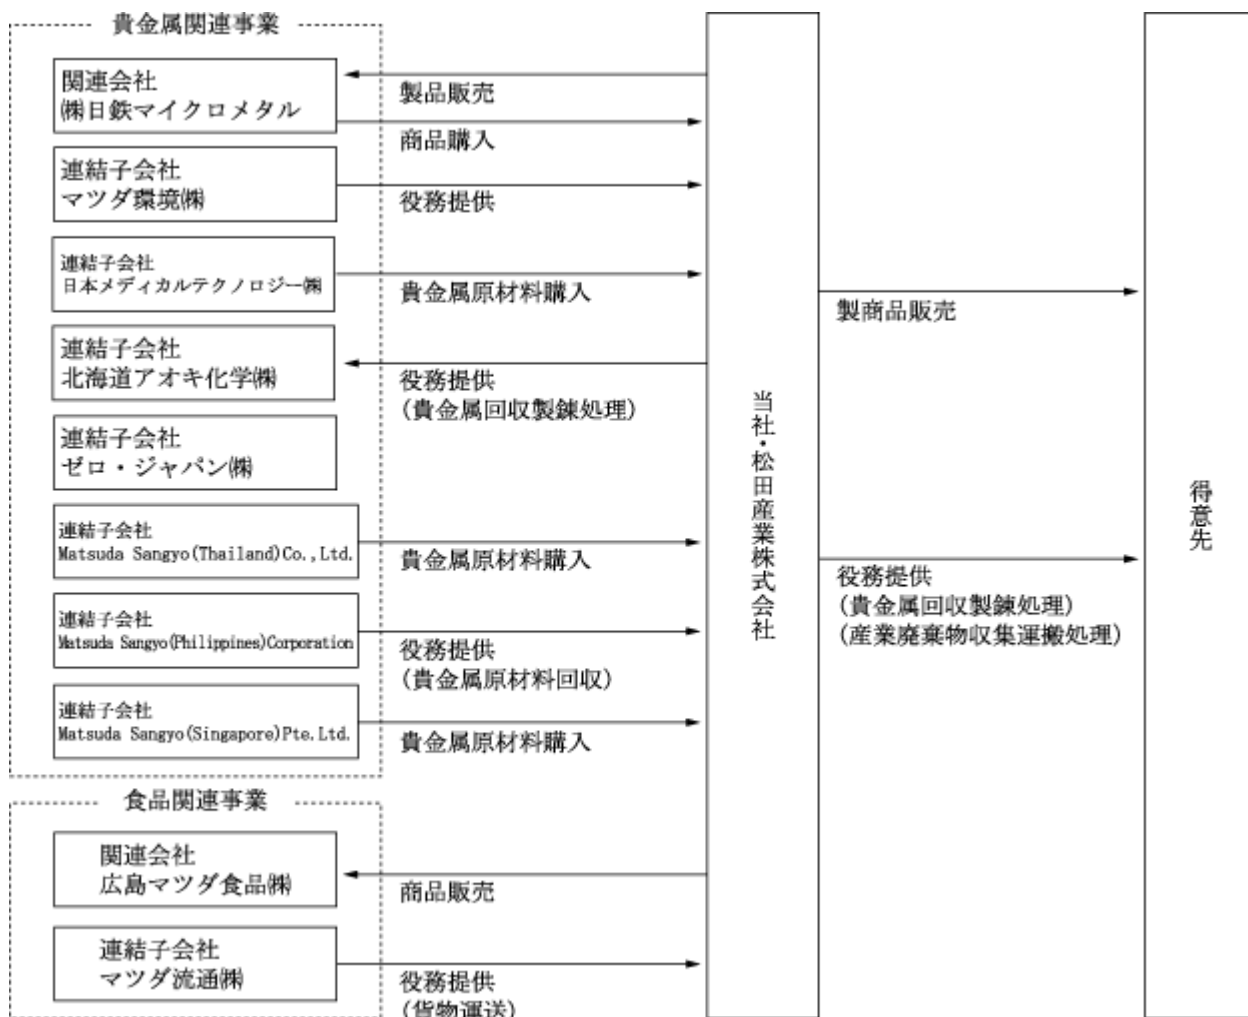 貴金属関連事業
関連会社
㈱日鉄マイクロメタル
製品販売
商品購入
連結子会社
マツダ環境㈱
役務提供
連結子会社
日本メディカルテクノロジー㈱
貴金属原材料購入
連結子会社
北海道アオキ化学㈱
役務提供
(貴金属回収製錬処理)
連結子会社
ゼロ・ジャパン㈱
連結子会社
Matsuda Sangyo(Thailand)Co.,Ltd.
貴金属原材料購入
連結子会社
Matsuda Sangyo(Philippines)Corporation
役務提供
(貴金属原材料回収)
連結子会社
Matsuda Sangyo(Singapore)Pte.Ltd.
貴金属原材料購入
食品関連事業
関連会社
広島マツダ食品㈱
商品販売
連結子会社
マツダ流通㈱
役務提供
(貨物運送)
当社・松田産業株式会社
製商品販売
役務提供
(貴金属回収製錬処理)
(産業廃棄物収集運搬処理)
得意先